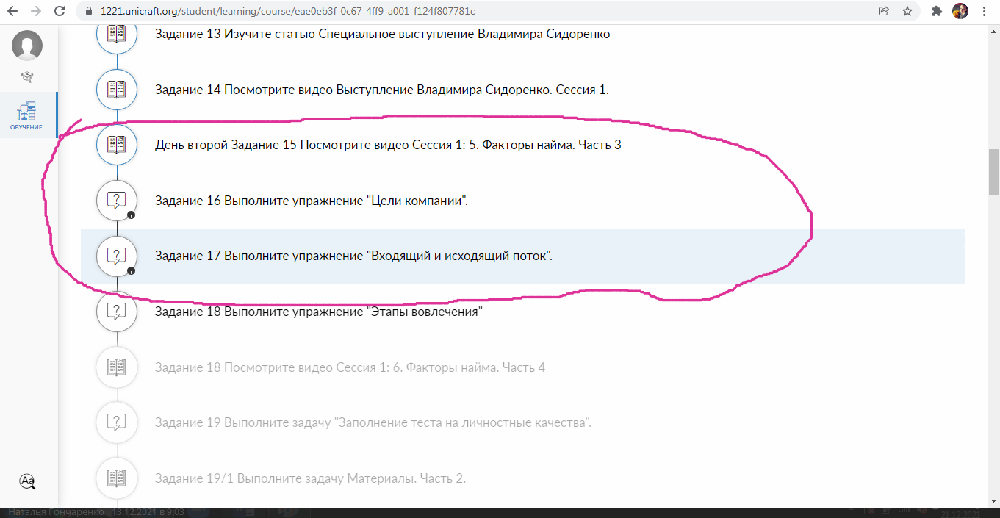 1221.unicraft.org/student/learning/course/eae0eb3f-0c67-4ff9-a001-f124f807781c
Задание 13 Изучите статью Специальное выступление Владимира Сидоренко
Задание 14 Посмотрите видео Выступление Владимира Сидоренко. Сессия 1.
ОБУЧЕНИЕ
День второй Задание 15 Посмотрите видео Сессия 1: 5. Факторы найма. Часть 3
Задание 16 Выполните упражнение "Цели компании".
Задание 17 Выполните упражнение "Входящий и исходящий поток".
Задание 18 Выполните упражнение "Этапы вовлечения"
Задание 18 Посмотрите видео Сессия 1: 6. Факторы найма. Часть 4
Задание 19 Выполните задачу "Заполнение теста на личностные качества".
Задание 19/1 Выполните задачу Материалы. Часть 2.
Aa
Наталья Гончаренко 13.12.2021 в 9:03
21.12.2021